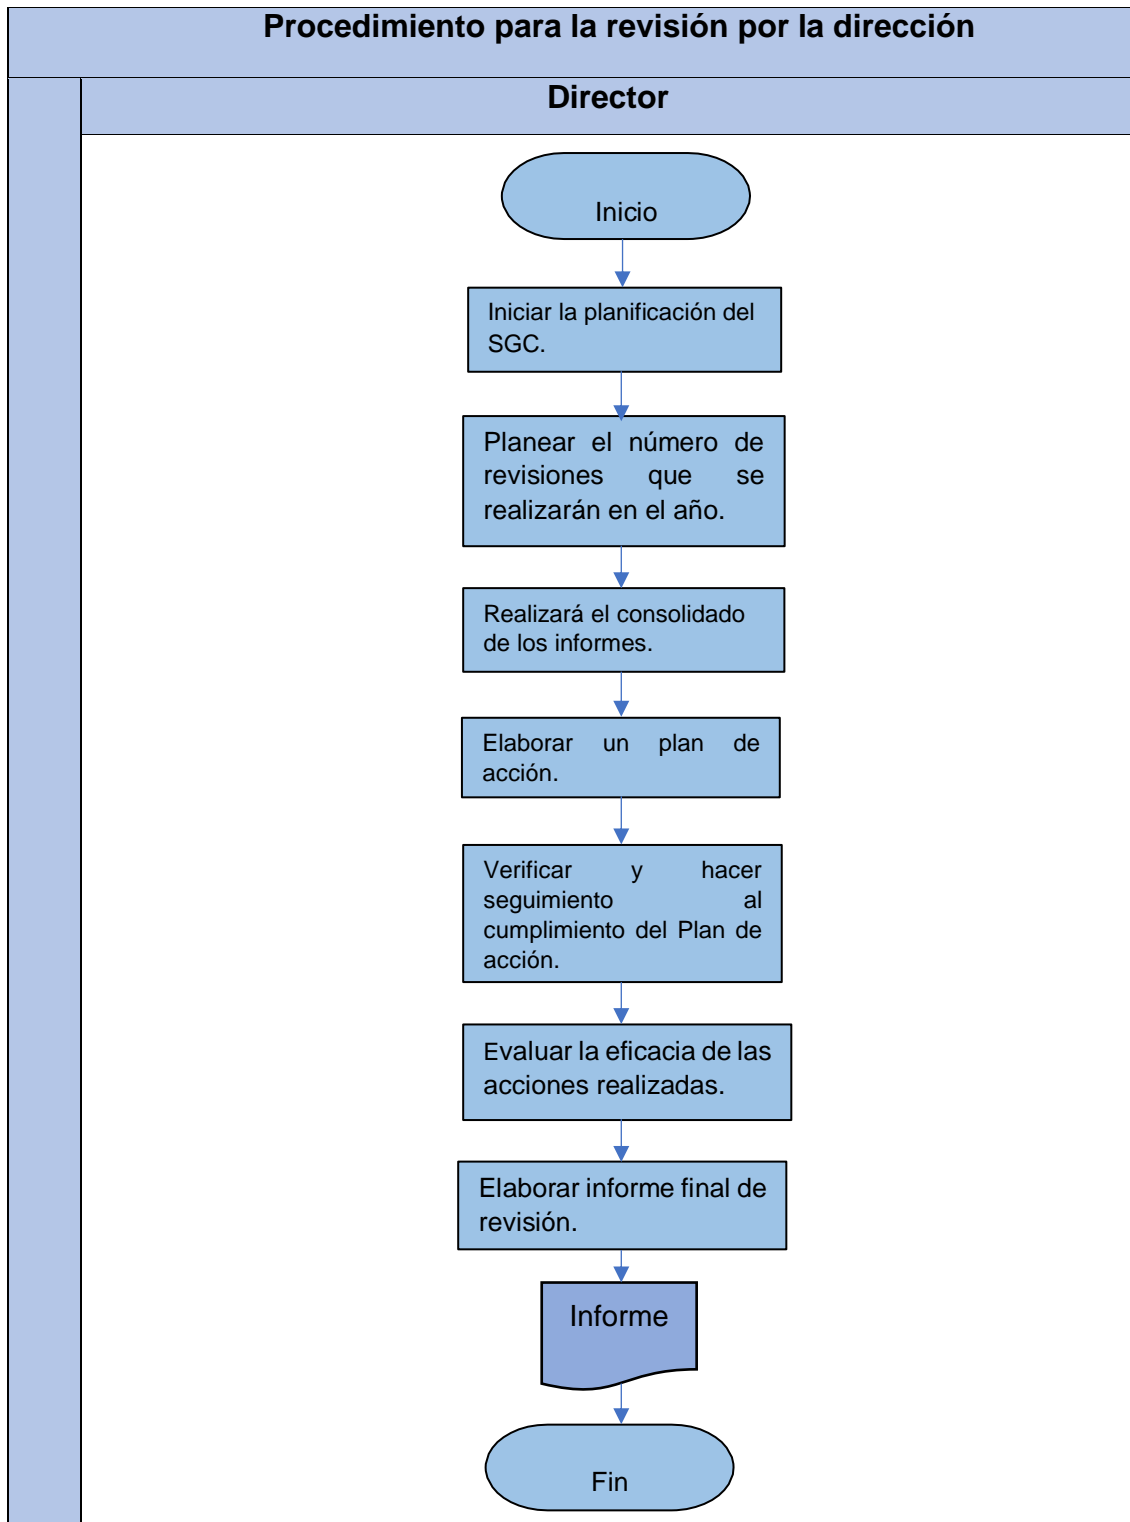 Procedimiento para la revisión por la dirección
Director
Inicio
Iniciar la planificación del
SGC.
Planear el número de
revisiones que se
realizarán en el año.
Realizará el consolidado
de los informes.
Elaborar un plan de
acción.
Verificar y hacer
seguimiento al
cumplimiento del Plan de
acción.
Evaluar la eficacia de las
acciones realizadas.
Elaborar informe final de
revisión.
Informe
Fin